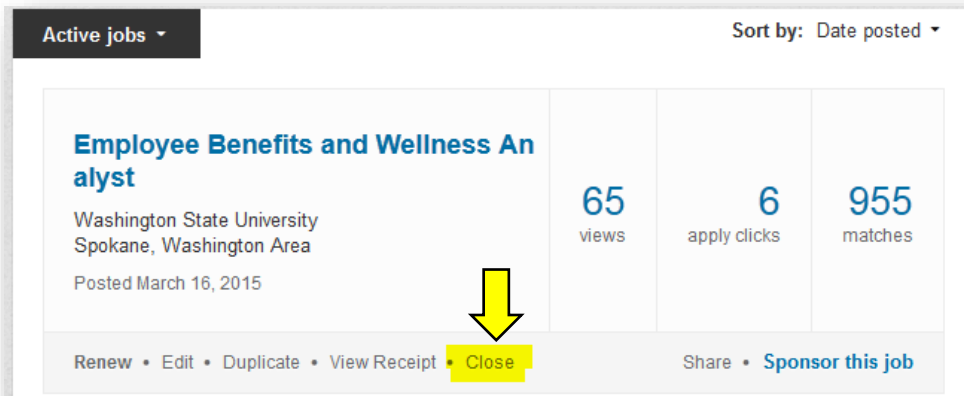 Active jobs
Sort by: Date posted
Employee Benefits and Wellness An
alyst
Washington State University
Spokane, Washington Area
Posted March 16, 2015
65
views
6
apply clicks
955
matches
Renew • Edit • Duplicate • View Receipt • Close
Share • Sponsor this job